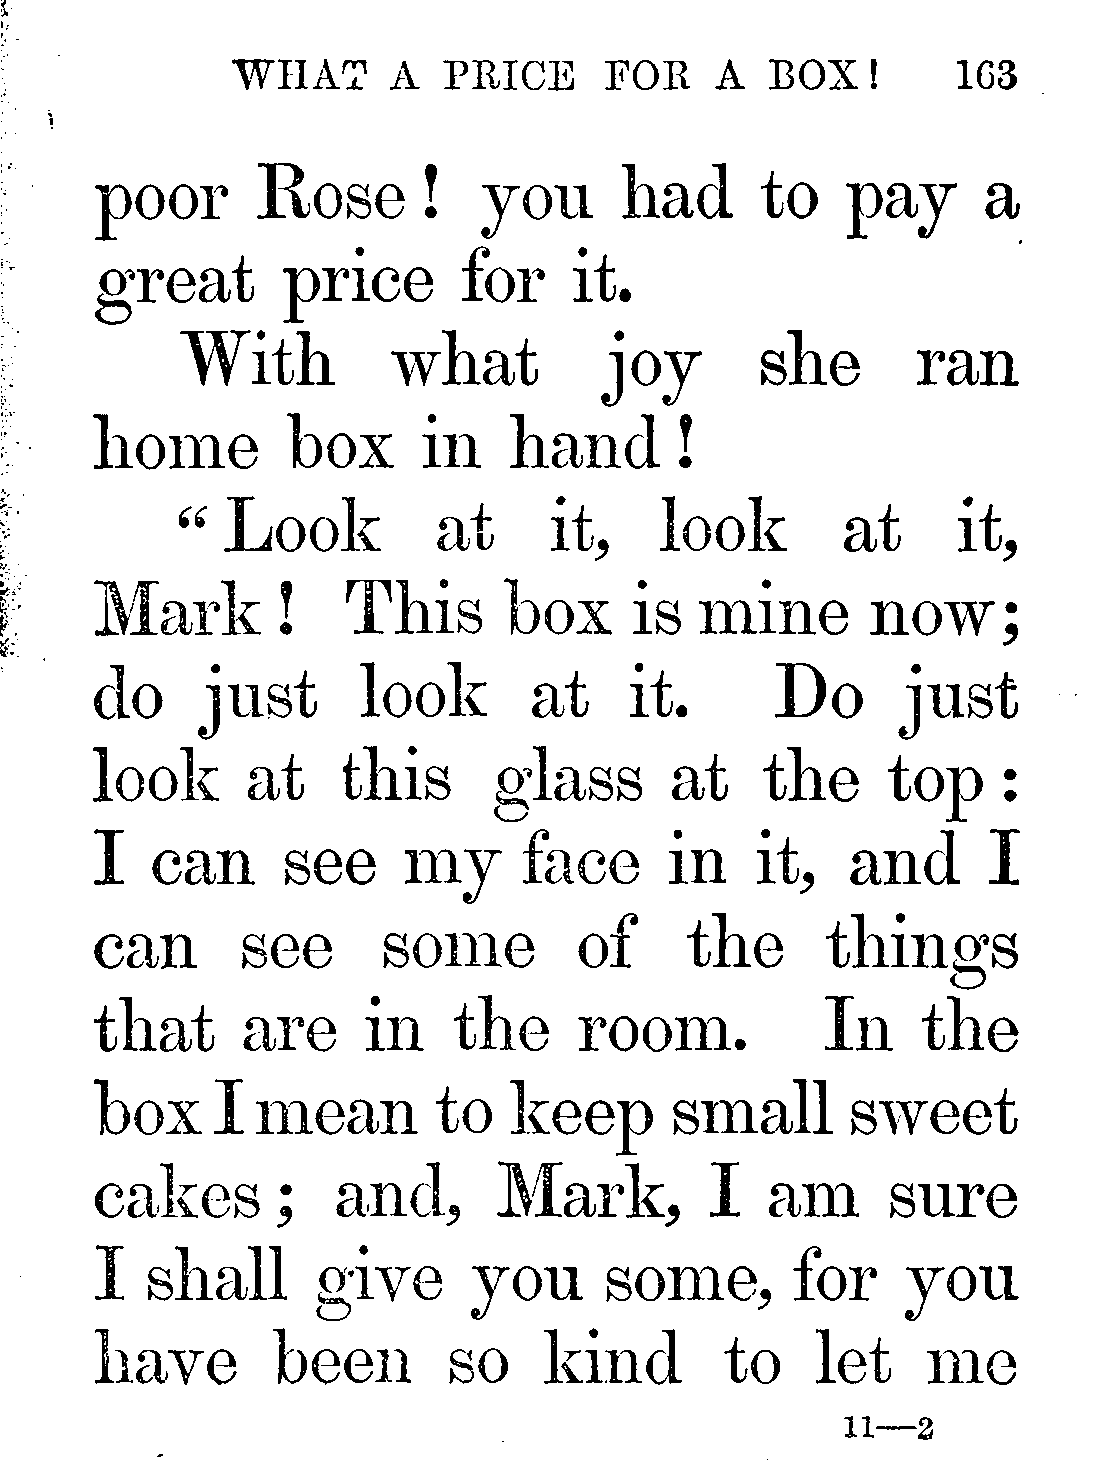 WHAT A PRICE FOR A BOX! 163
poor Rose! you had to pay a
great price for it.
With what joy she ran
home box in hand!
“Look at it, look at it,
Mark! This box is mine now;
do just look at it. Do just
look at this glass at the top:
I can see my face in it, and I
can see some of the things
that are in the room. In the
box I mean to keep small sweet
cakes; and, Mark, I am sure
I shall give you some, for you
have been so kind to let me
11—2